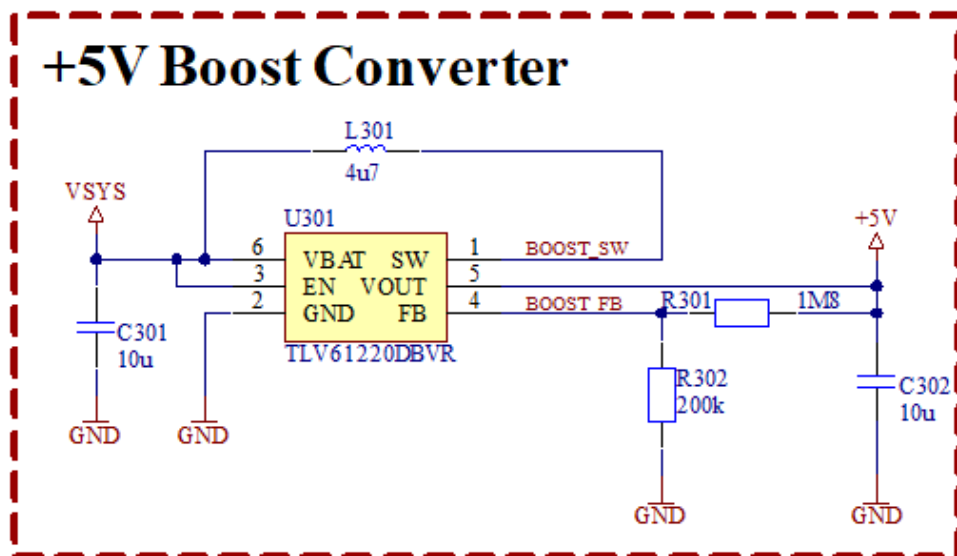 +5V Boost Converter
L301
4u7
VSYS
U301
+5V
6 VBAT SW 1 BOOST_SW
3 EN VOUT 5
2 GND FB 4 BOOST_FB R301 1M8
TLV61220DBVR
C301
10u
R302
200k
C302
10u
GND
GND
GND
GND